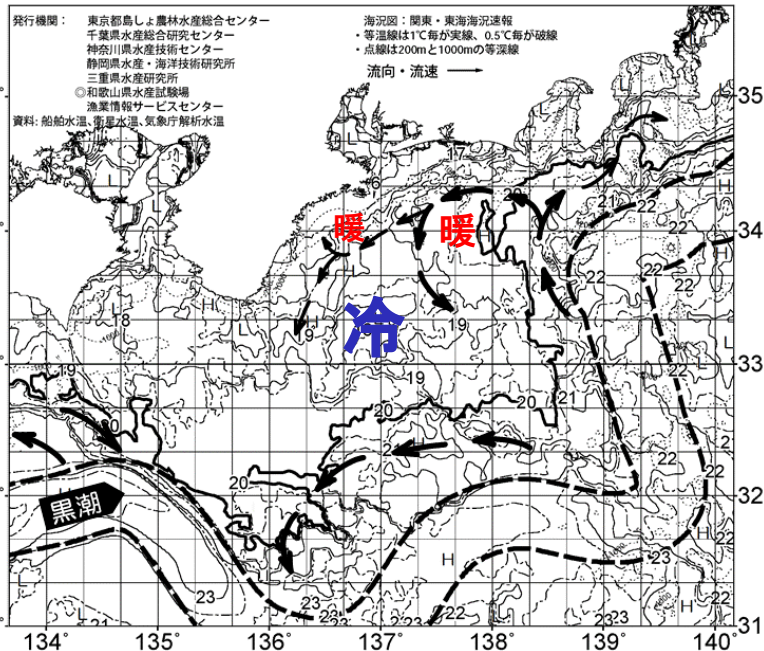 発行機関： 東京都島しょ農林水産総合センター
千葉県水産総合研究センター
神奈川県水産技術センター
静岡県水産・海洋技術研究所
三重県水産研究所
◎和歌山県水産試験場
漁業情報サービスセンター
資料: 船舶水温、衛星水温、気象庁解析水温
海況図：関東・東海海況速報
・等温線は1℃毎が実線、0.5℃毎が破線
・点線は200mと1000mの等深線
流向・流速
35
34
33
32
31
L
L
17
H
21
22
22
暖
暖
H
22
22
H
L
18
H
L
19
冷
19
L
22
19
19
20
20
21
20
22
20
22
黒潮
H
H
22
23
23
L
23
23
22
23
22
H
134° 135° 136° 137° 138° 139° 140°